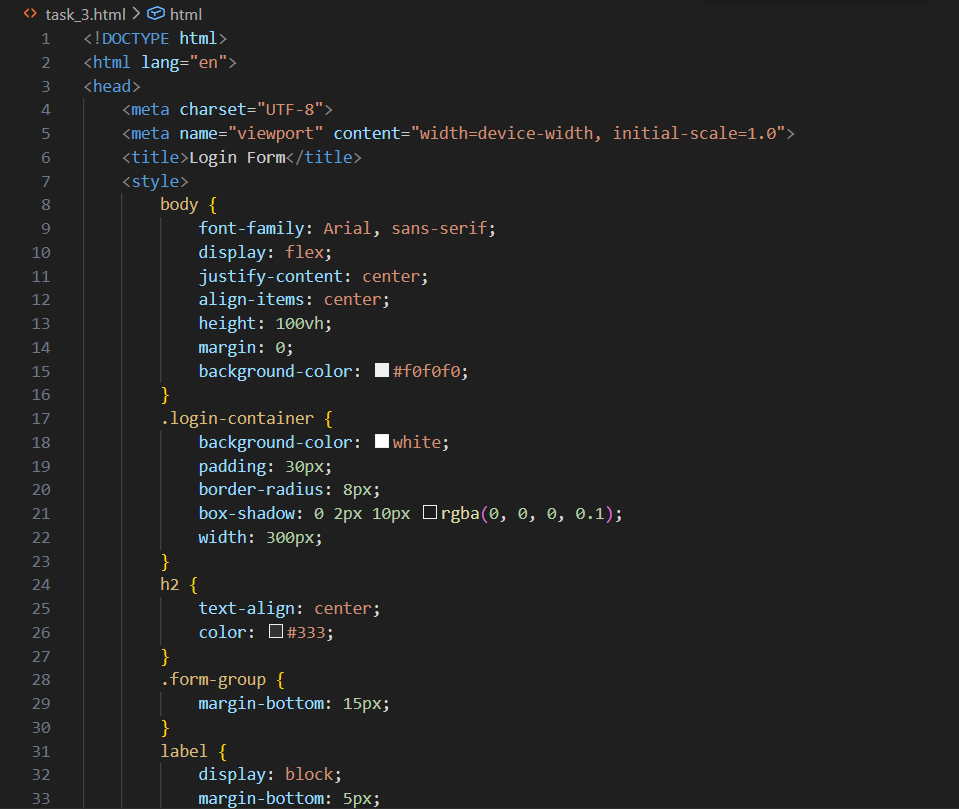 task_3.html > html
1 <!DOCTYPE html>
2 <html lang="en">
3 <head>
4     <meta charset="UTF-8">
5     <meta name="viewport" content="width=device-width, initial-scale=1.0">
6     <title>Login Form</title>
7     <style>
8         body {
9             font-family: Arial, sans-serif;
10             display: flex;
11             justify-content: center;
12             align-items: center;
13             height: 100vh;
14             margin: 0;
15             background-color: #f0f0f0;
16         }
17         .login-container {
18             background-color: white;
19             padding: 30px;
20             border-radius: 8px;
21             box-shadow: 0 2px 10px rgba(0, 0, 0, 0.1);
22             width: 300px;
23         }
24         h2 {
25             text-align: center;
26             color: #333;
27         }
28         .form-group {
29             margin-bottom: 15px;
30         }
31         label {
32             display: block;
33             margin-bottom: 5px;